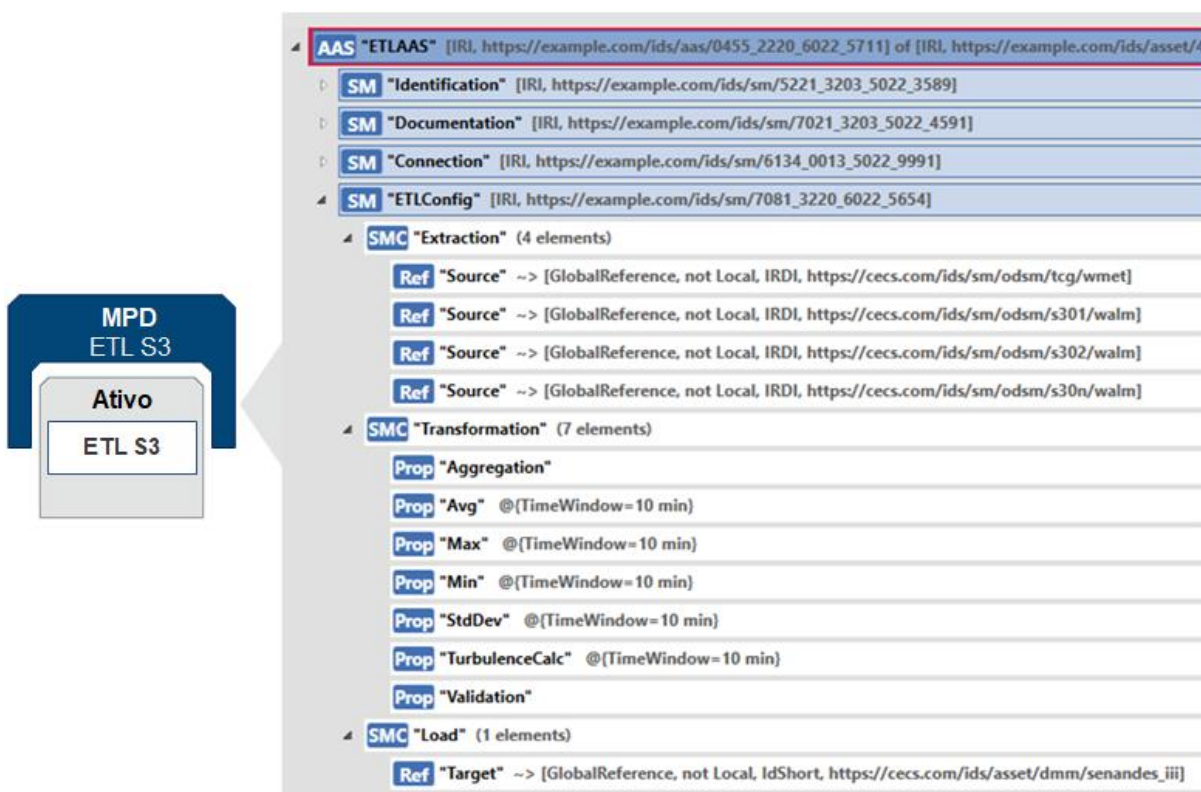 MPD
ETL S3
Ativo
ETL S3
AAS "ETLAAS" [IRI, https://example.com/ids/aas/0455_2220_6022_5711] of [IRI, https://example.com/ids/asset/4
SM "Identification" [IRI, https://example.com/ids/sm/5221_3203_5022_3589]
SM "Documentation" [IRI, https://example.com/ids/sm/7021_3203_5022_4591]
SM "Connection" [IRI, https://example.com/ids/sm/6134_0013_5022_9991]
SM "ETLConfig" [IRI, https://example.com/ids/sm/7081_3220_6022_5654]
SMC "Extraction" (4 elements)
Ref "Source" ~> [GlobalReference, not Local, IRDI, https://cecs.com/ids/sm/odsm/tcg/wmet]
Ref "Source" ~> [GlobalReference, not Local, IRDI, https://cecs.com/ids/sm/odsm/s301/walm]
Ref "Source" ~> [GlobalReference, not Local, IRDI, https://cecs.com/ids/sm/odsm/s302/walm]
Ref "Source" ~> [GlobalReference, not Local, IRDI, https://cecs.com/ids/sm/odsm/s30n/walm]
SMC "Transformation" (7 elements)
Prop "Aggregation"
Prop "Avg" @{TimeWindow=10 min}
Prop "Max" @{TimeWindow=10 min}
Prop "Min" @{TimeWindow=10 min}
Prop "StdDev" @{TimeWindow=10 min}
Prop "TurbulenceCalc" @{TimeWindow=10 min}
Prop "Validation"
SMC "Load" (1 elements)
Ref "Target" ~> [GlobalReference, not Local, IdShort, https://cecs.com/ids/asset/dmm/senandes_iii]